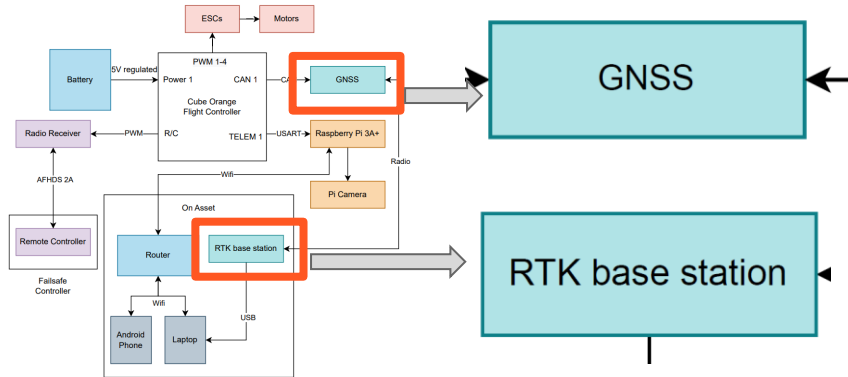 ESCs
Motors
PWM 1-4
Battery
5V regulated
Power 1
CAN 1
CA
GNSS
Cube Orange
Flight Controller
Radio Receiver
PWM
R/C
TELEM 1
USART
Raspberry Pi 3A+
AFHDS 2A
Wifi
Radio
Pi Camera
On Asset
Remote Controller
Router
RTK base station
Failsafe
Controller
Wifi
USB
Android
Phone
Laptop
GNSS
RTK base station